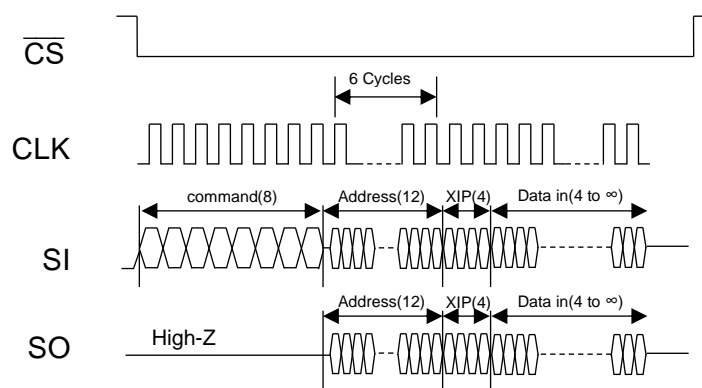 CS
6 Cycles
CLK
command(8) Address(12) XIP(4) Data in(4 to ∞)
SI
Address(12) XIP(4) Data in(4 to ∞)
High-Z
SO